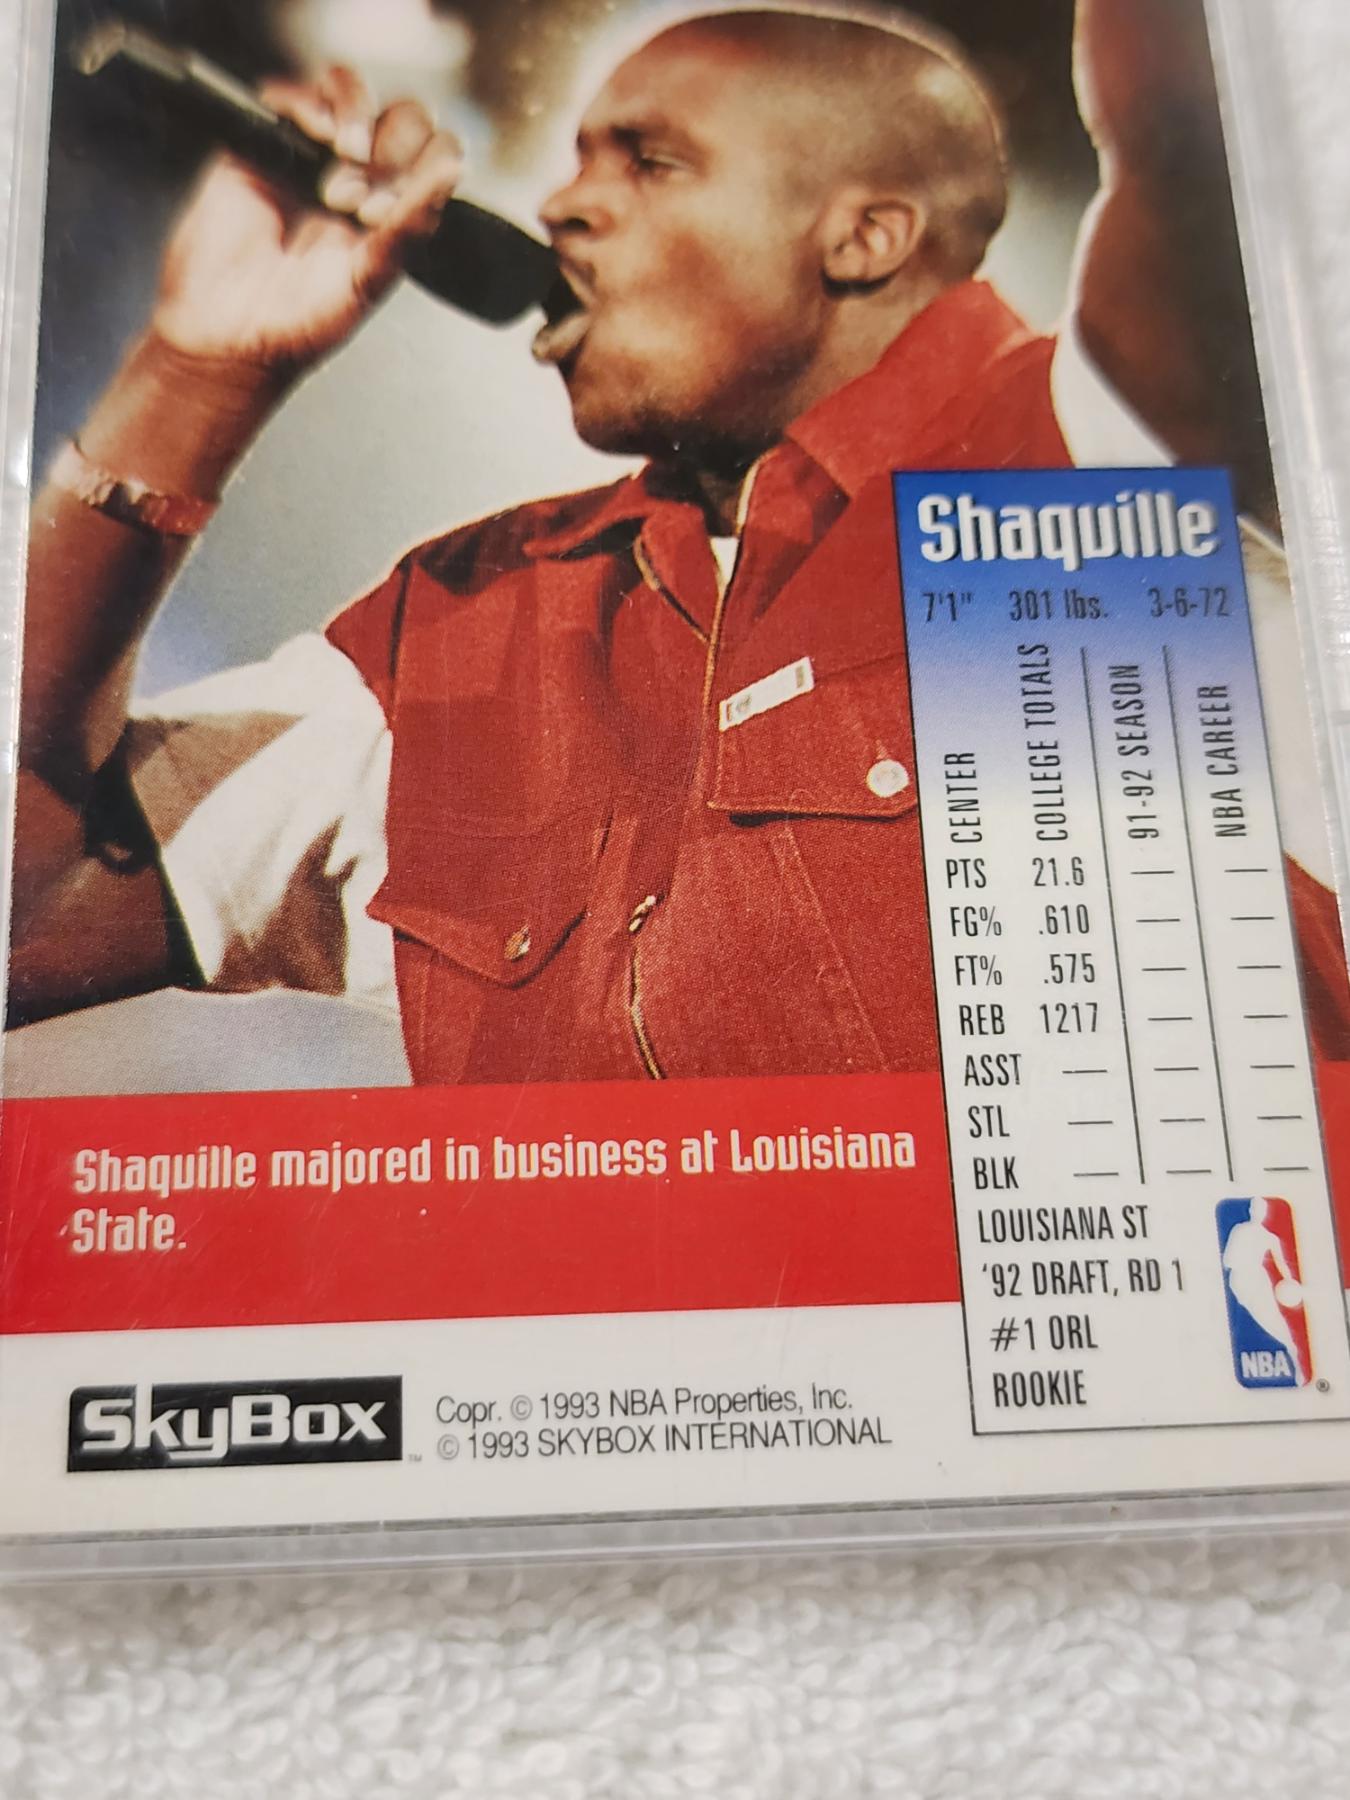 Shaquille
7'1" 301 lbs. 3-6-72
CENTER COLLEGE TOTALS 91-92 SEASON NBA CAREER
PTS 21.6 — —
FG% .610 — —
FT% .575 — —
REB 1217 — —
ASST — — —
STL — — —
BLK — — —
LOUISIANA ST
'92 DRAFT, RD 1
#1 ORL
ROOKIE
NBA ®
Shaquille majored in business at Louisiana
State.
SkyBox ™
Copr. © 1993 NBA Properties, Inc.
© 1993 SKYBOX INTERNATIONAL